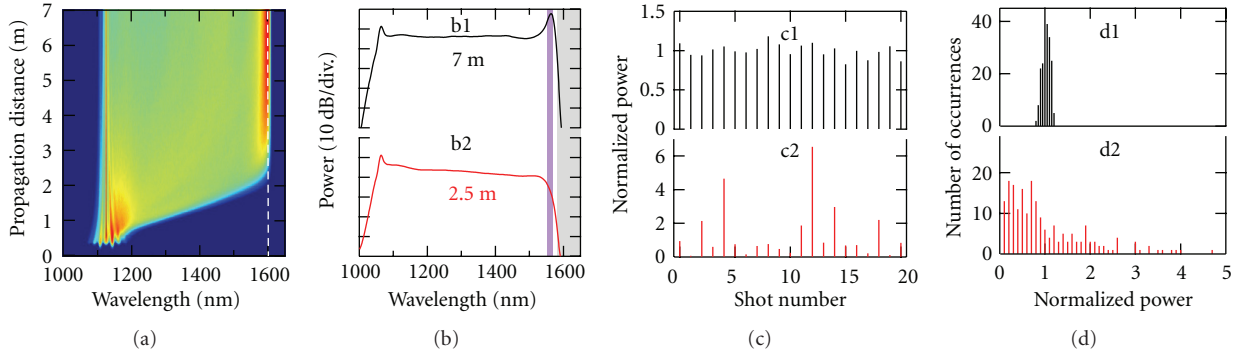 Propagation distance (m)
7
6
5
4
3
2
1
0
1000 1200 1400 1600
Wavelength (nm)
(a)
Power (10 dB/div.)
b1
7 m
b2
2.5 m
1000 1200 1400 1600
Wavelength (nm)
(b)
Normalized power
1.5
1
0.5
0
c1
6
4
2
0
c2
0 5 10 15 20
Shot number
(c)
Number of occurrences
40
20
0
d1
20
10
0
d2
0 1 2 3 4 5
Normalized power
(d)